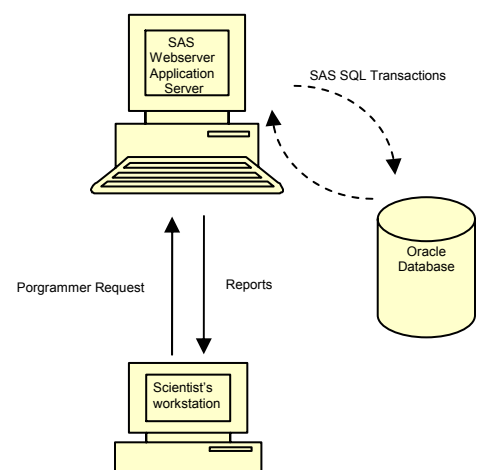 SAS
Webserver
Application
Server
SAS SQL Transactions
Oracle
Database
Porgrammer Request
Reports
Scientist's
workstation